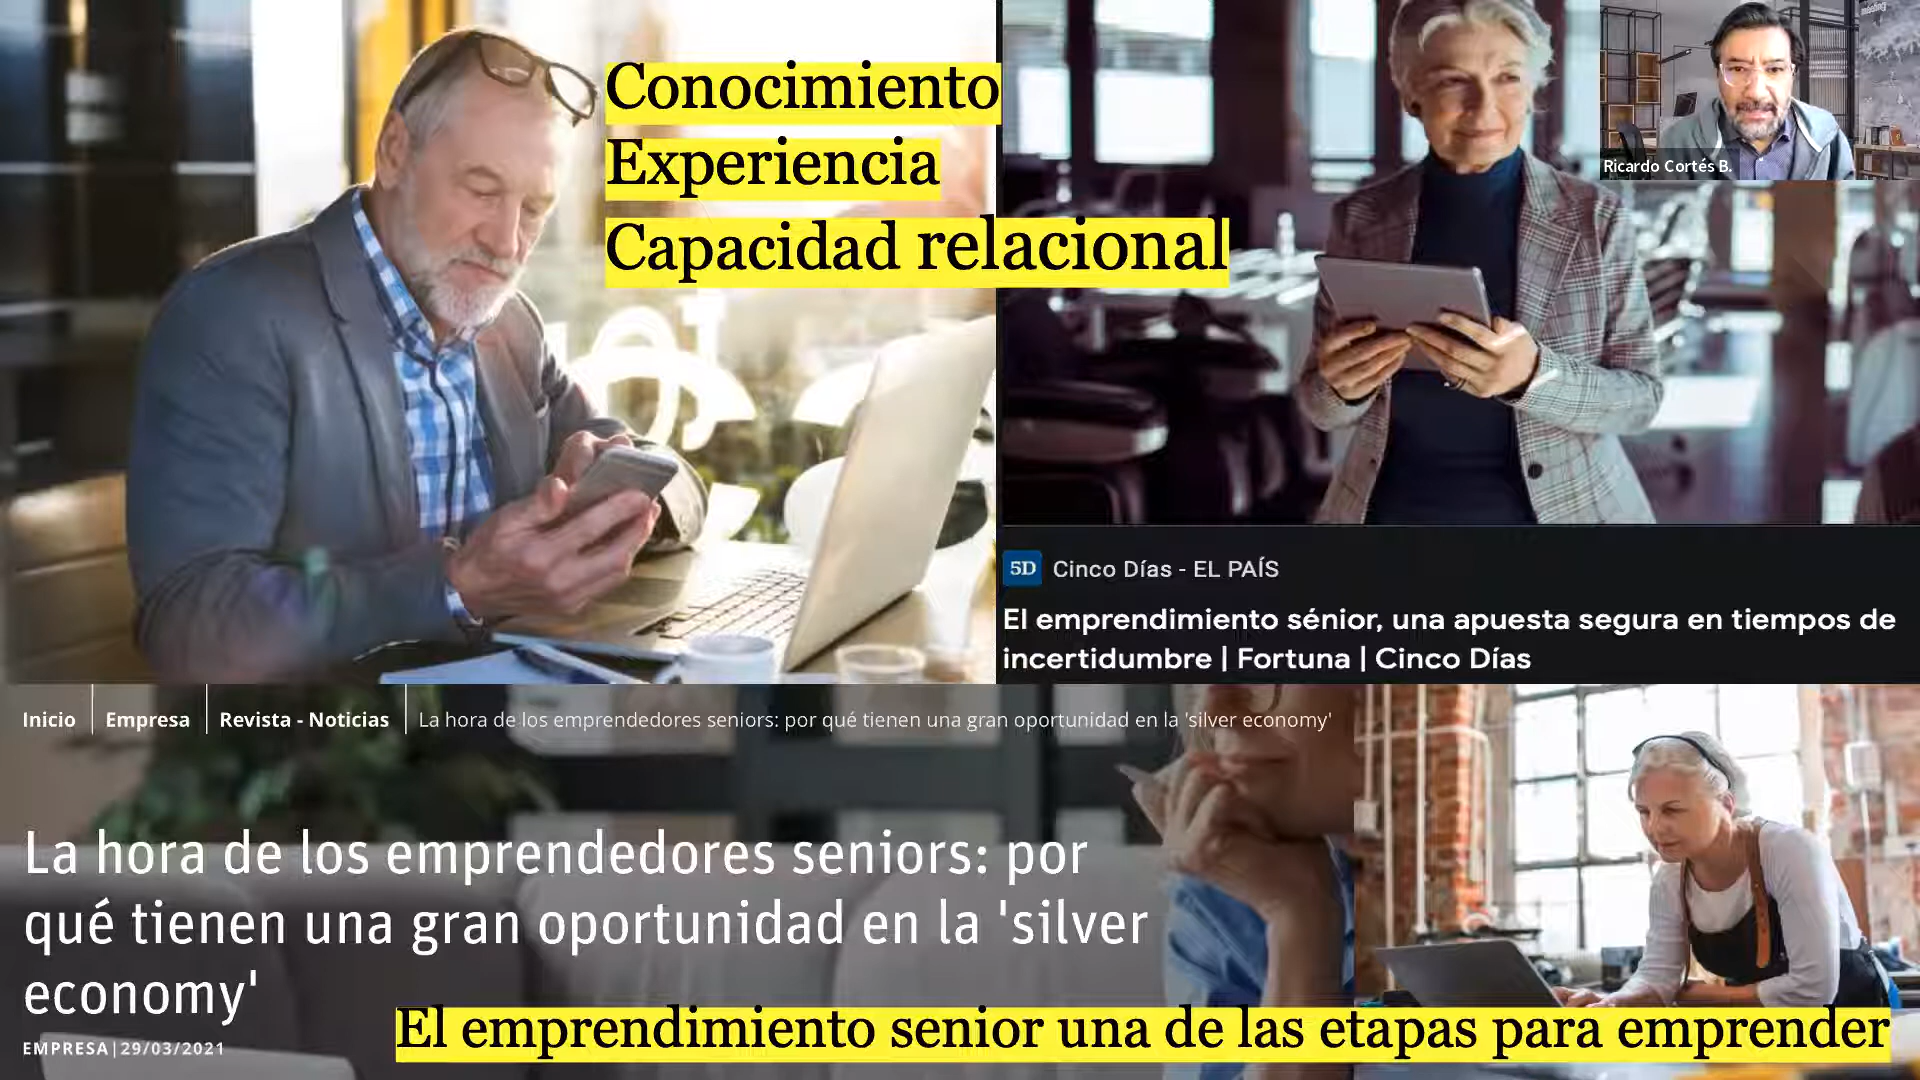 Conocimiento
Experiencia
Capacidad relacional
Ricardo Cortés B.
5D Cinco Días - EL PAÍS
El emprendimiento sénior, una apuesta segura en tiempos de
incertidumbre | Fortuna | Cinco Días
Inicio | Empresa | Revista - Noticias | La hora de los emprendedores seniors: por qué tienen una gran oportunidad en la 'silver economy'
La hora de los emprendedores seniors: por
qué tienen una gran oportunidad en la 'silver
economy'
EMPRESA|29/03/2021
El emprendimiento senior una de las etapas para emprender